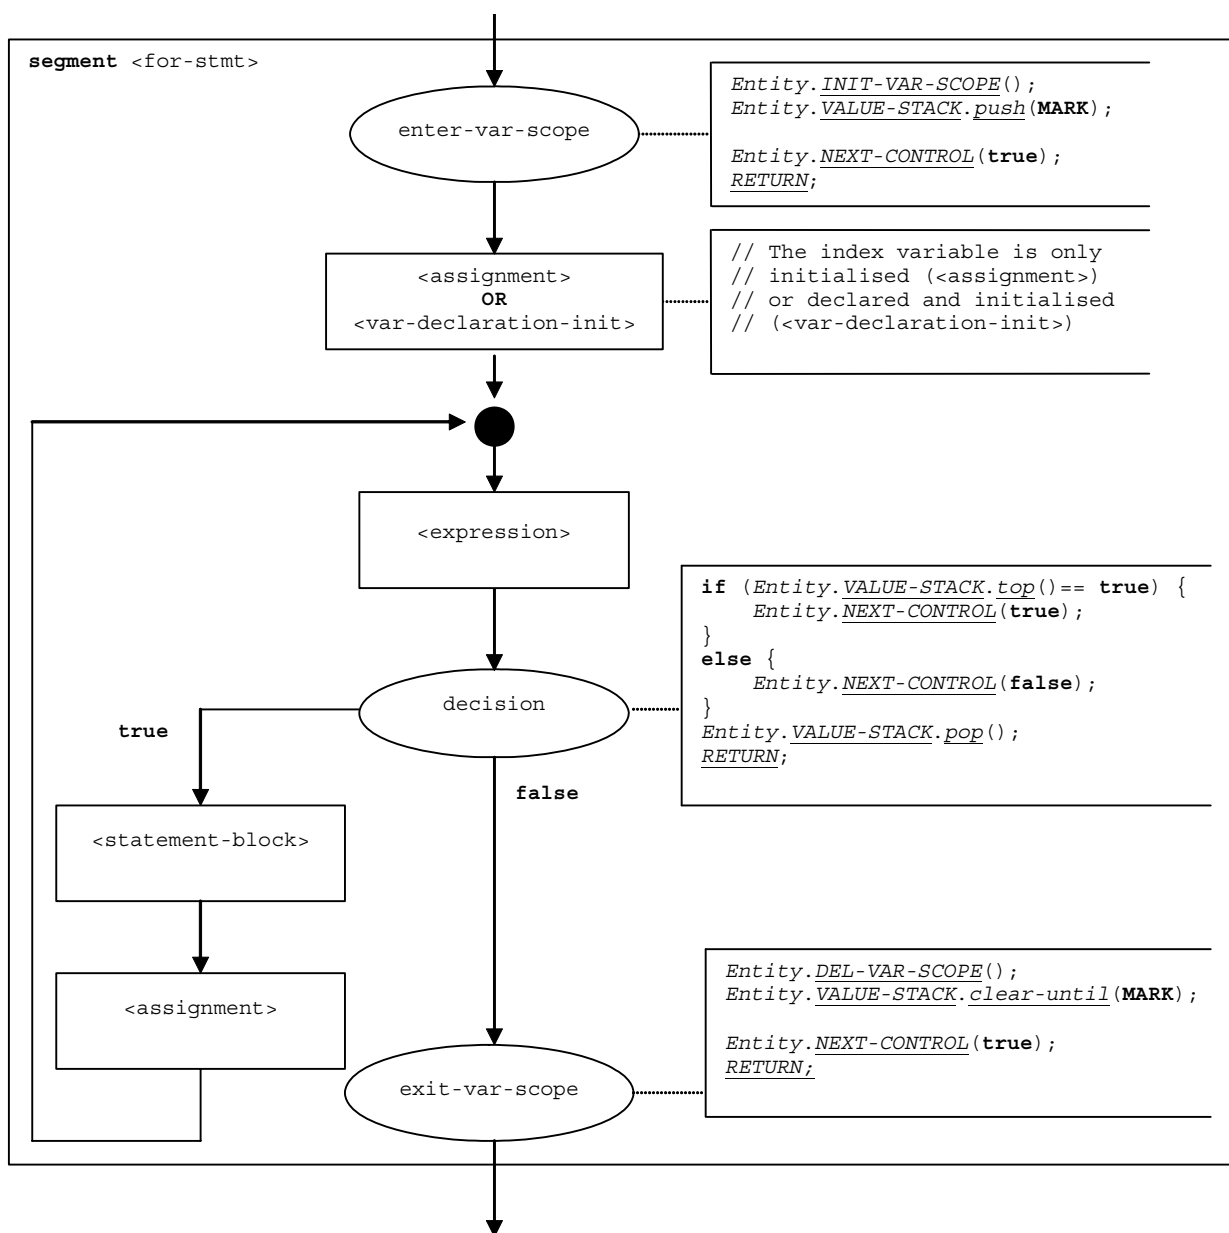 segment <for-stmt>
enter-var-scope
Entity.INIT-VAR-SCOPE();
Entity.VALUE-STACK.push(MARK);
Entity.NEXT-CONTROL(true);
RETURN;
<assignment>
OR
<var-declaration-init>
// The index variable is only
// initialised (<assignment>)
// or declared and initialised
// (<var-declaration-init>)
<expression>
decision
if (Entity.VALUE-STACK.top()== true) {
Entity.NEXT-CONTROL(true);
}
else {
Entity.NEXT-CONTROL(false);
}
Entity.VALUE-STACK.pop();
RETURN;
true
false
<statement-block>
<assignment>
exit-var-scope
Entity.DEL-VAR-SCOPE();
Entity.VALUE-STACK.clear-until(MARK);
Entity.NEXT-CONTROL(true);
RETURN;